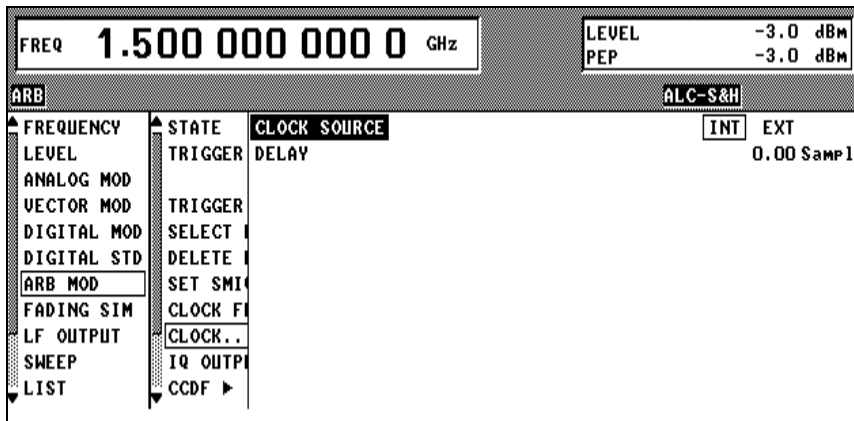 FREQ 1.500 000 000 0 GHz
LEVEL -3.0 dBm
PEP -3.0 dBm
ARB ALC-S&H
FREQUENCY
LEVEL
ANALOG MOD
VECTOR MOD
DIGITAL MOD
DIGITAL STD
ARB MOD
FADING SIM
LF OUTPUT
SWEEP
LIST
STATE
TRIGGER
TRIGGER
SELECT
DELETE
SET SMI
CLOCK F
CLOCK..
IQ OUTP
CCDF ▶
CLOCK SOURCE INT EXT
DELAY 0.00 Sampl